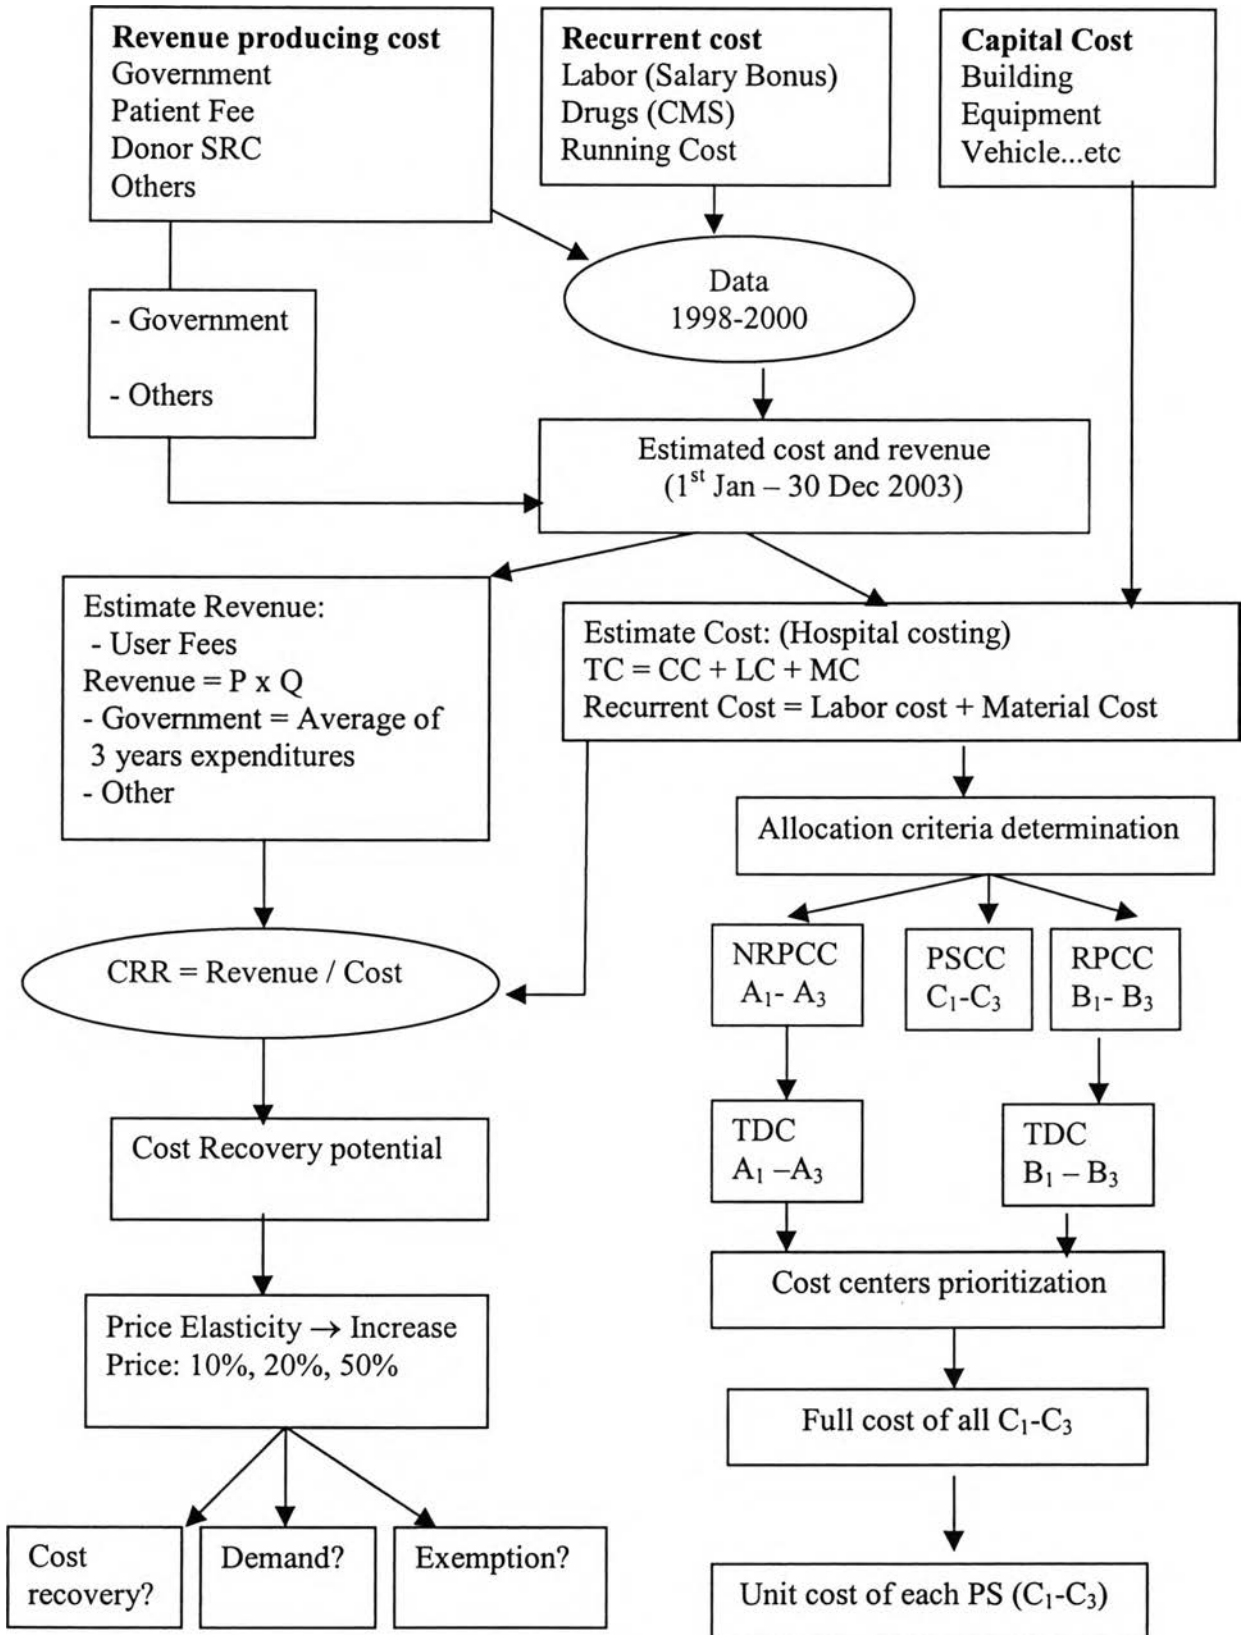 Revenue producing cost
Government
Patient Fee
Donor SRC
Others
Recurrent cost
Labor (Salary Bonus)
Drugs (CMS)
Running Cost
Capital Cost
Building
Equipment
Vehicle...etc
- Government
- Others
Data
1998-2000
Estimated cost and revenue
(1st Jan – 30 Dec 2003)
Estimate Revenue:
- User Fees
Revenue = P x Q
- Government = Average of
3 years expenditures
- Other
Estimate Cost: (Hospital costing)
TC = CC + LC + MC
Recurrent Cost = Labor cost + Material Cost
Allocation criteria determination
NRPCC
A₁- A₃
PSCC
C₁-C₃
RPCC
B₁- B₃
CRR = Revenue / Cost
TDC
A₁ –A₃
TDC
B₁ – B₃
Cost Recovery potential
Cost centers prioritization
Price Elasticity → Increase
Price: 10%, 20%, 50%
Full cost of all C₁-C₃
Cost
recovery?
Demand?
Exemption?
Unit cost of each PS (C₁-C₃)